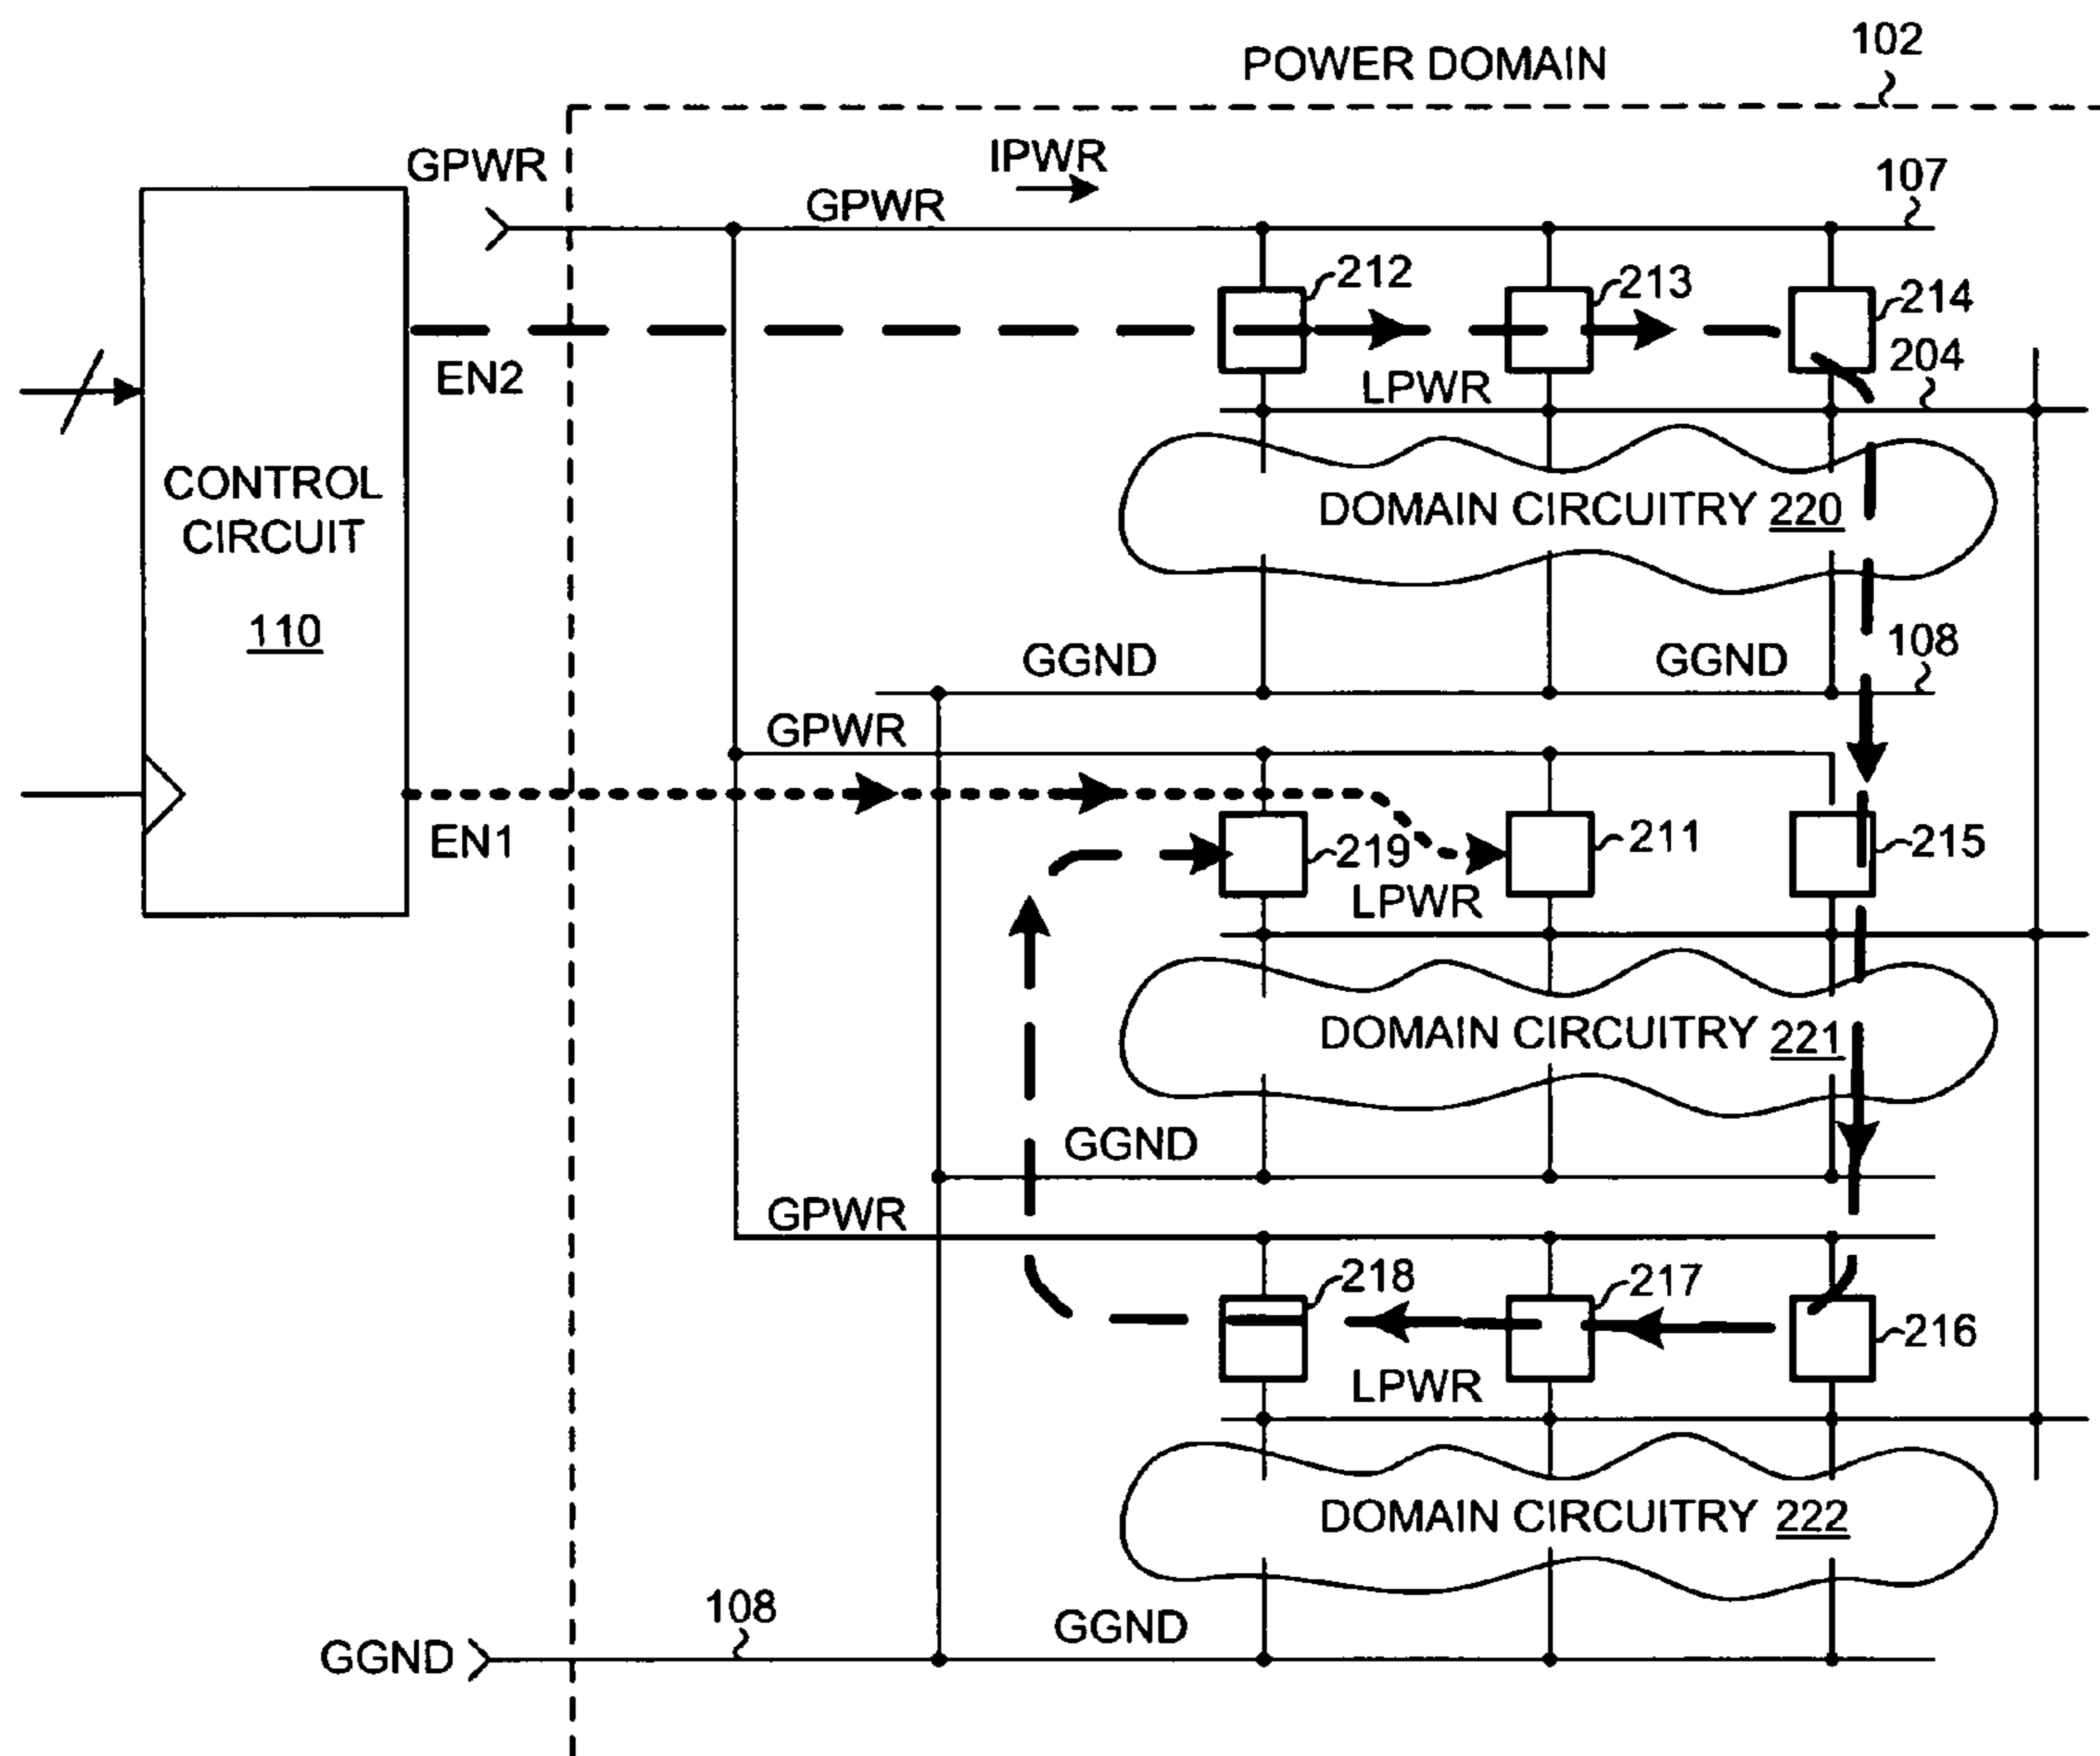 102
POWER DOMAIN
GPWR
IPWR
GPWR
107
212
213
214
EN2
LPWR
204
CONTROL
CIRCUIT
110
DOMAIN CIRCUITRY 220
GGND
GGND
108
GPWR
EN1
219
211
215
LPWR
DOMAIN CIRCUITRY 221
GGND
GPWR
218
217
216
LPWR
DOMAIN CIRCUITRY 222
108
GGND
GGND